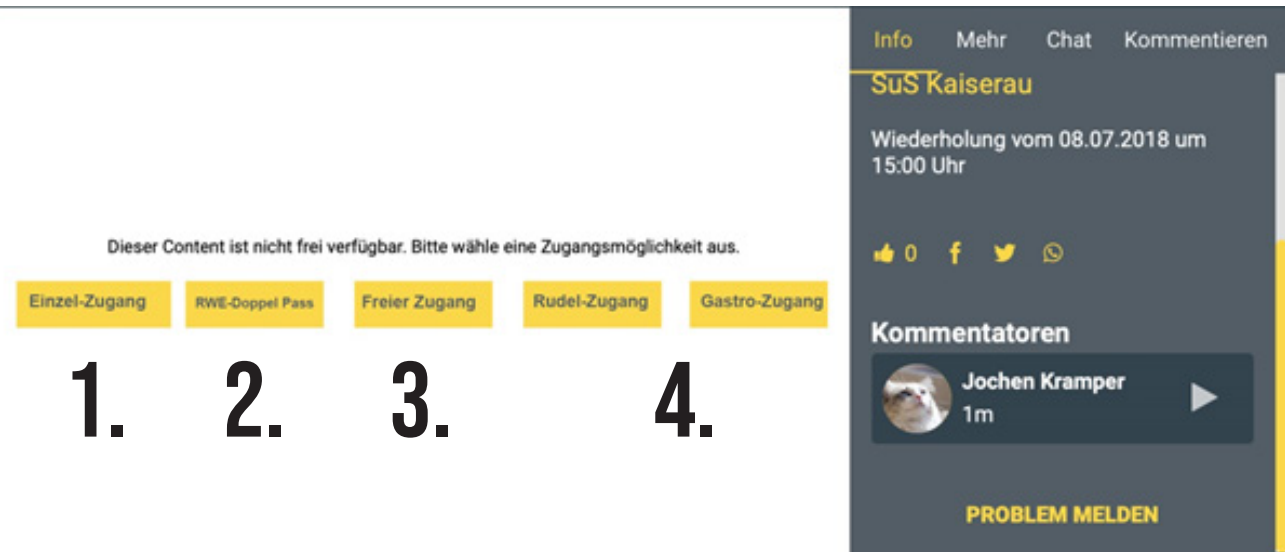 Dieser Content ist nicht frei verfügbar. Bitte wähle eine Zugangsmöglichkeit aus.
Einzel-Zugang
RWE-Doppel Pass
Freier Zugang
Rudel-Zugang
Gastro-Zugang
1.
2.
3.
4.
Info
Mehr
Chat
Kommentieren
SuS Kaiserau
Wiederholung vom 08.07.2018 um
15:00 Uhr
0
Kommentatoren
Jochen Kramper
1m
PROBLEM MELDEN